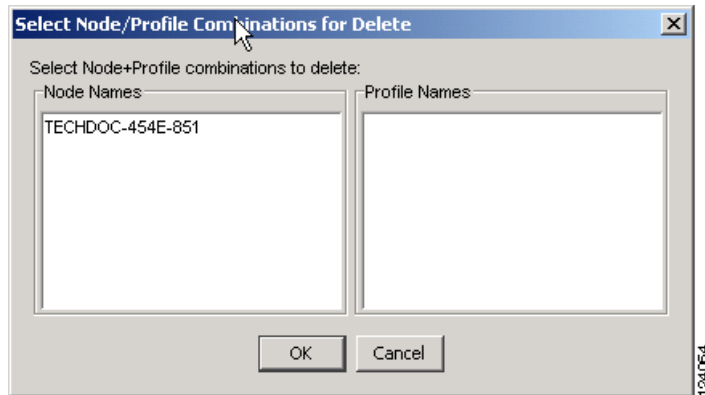 Select Node/Profile Combinations for Delete
Select Node+Profile combinations to delete:
Node Names
Profile Names
TECHDOC-454E-851
OK
Cancel
124054